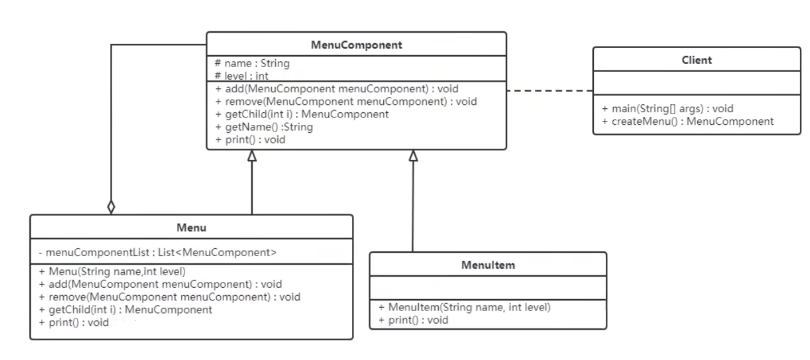 MenuComponent
# name : String
# level : int
+ add(MenuComponent menuComponent) : void
+ remove(MenuComponent menuComponent) : void
+ getChild(int i) : MenuComponent
+ getName() :String
+ print() : void
Client
+ main(String[] args) : void
+ createMenu() : MenuComponent
Menu
- menuComponentList : List<MenuComponent>
+ Menu(String name,int level)
+ add(MenuComponent menuComponent) : void
+ remove(MenuComponent menuComponent) : void
+ getChild(int i) : MenuComponent
+ print() : void
MenuItem
+ MenuItem(String name, int level)
+ print() : void